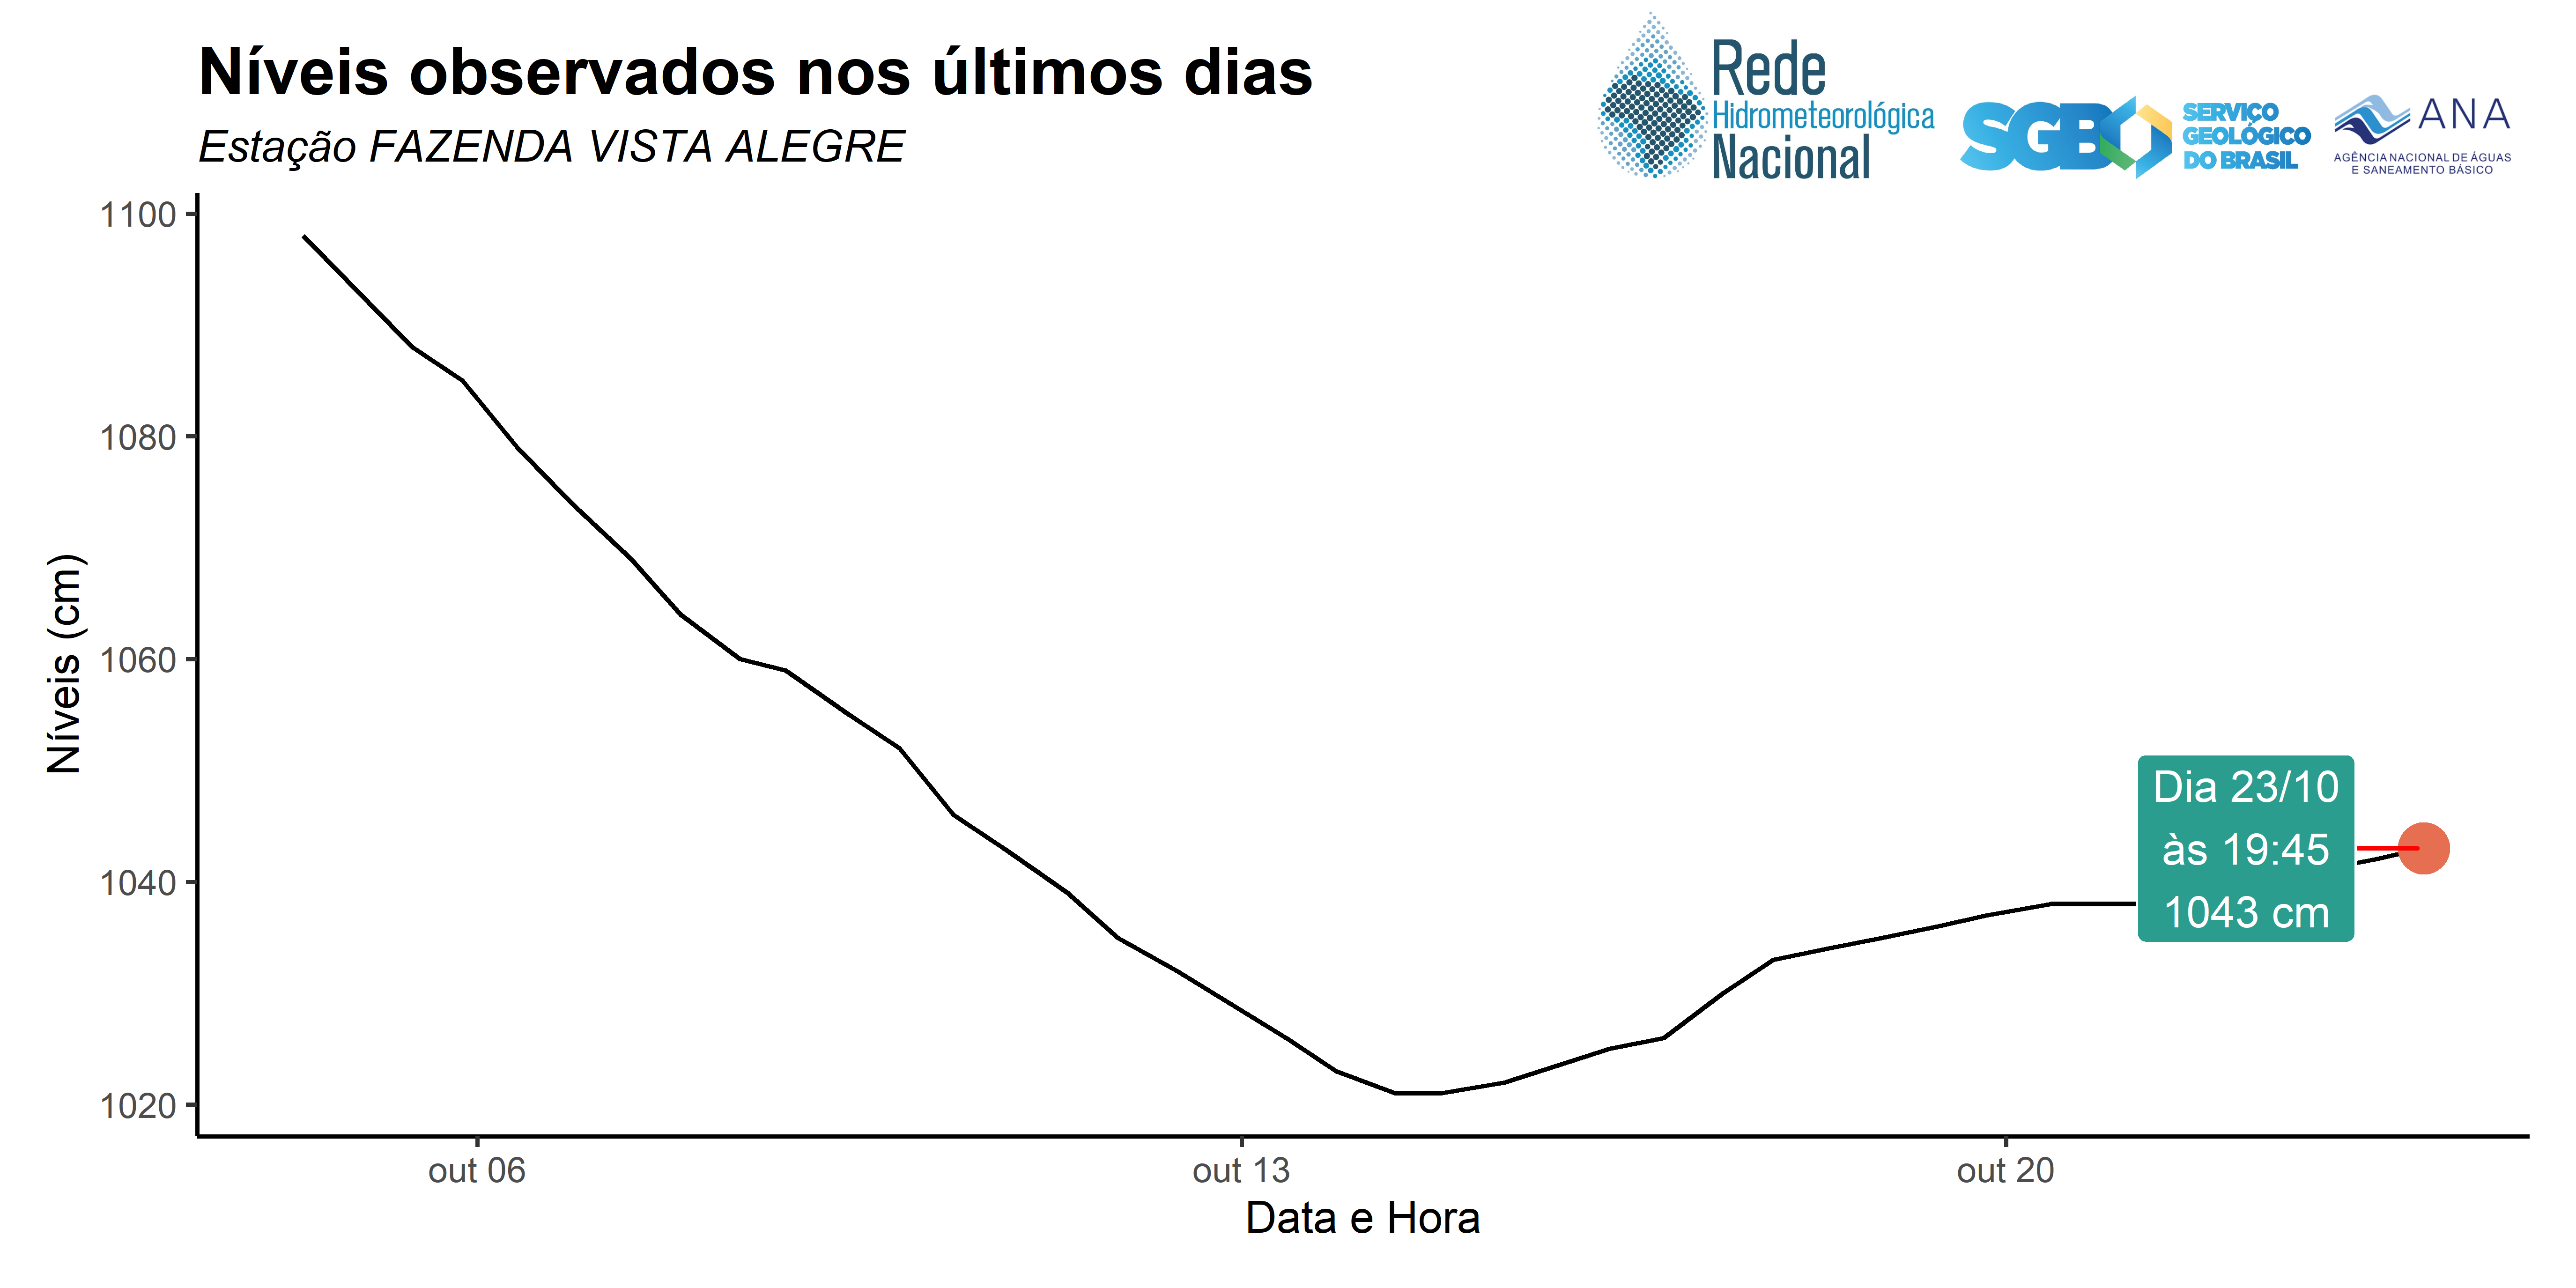 Níveis observados nos últimos dias
Estação FAZENDA VISTA ALEGRE
Rede
Hidrometeorológica
Nacional
SGB
SERVIÇO
GEOLÓGICO
DO BRASIL
ANA
AGÊNCIA NACIONAL DE ÁGUAS
E SANEAMENTO BÁSICO
Níveis (cm)
1100
1080
1060
1040
1020
Dia 23/10
às 19:45
1043 cm
out 06
out 13
out 20
Data e Hora